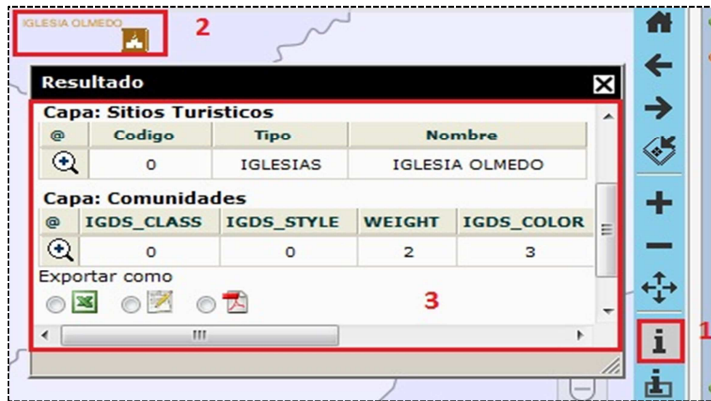 IGLESIA OLMEDO
2
Resultado
Capa: Sitios Turisticos
@ Codigo Tipo Nombre
0 IGLESIAS IGLESIA OLMEDO
Capa: Comunidades
@ IGDS_CLASS IGDS_STYLE WEIGHT IGDS_COLOR
0 0 2 3
Exportar como
3
i 1
i